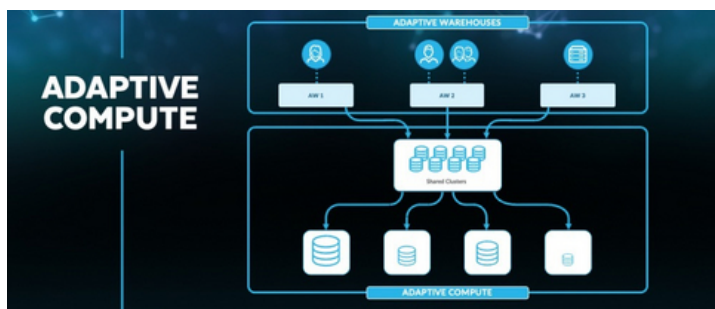 ADAPTIVE WAREHOUSES
ADAPTIVE
COMPUTE
AW 1
AW 2
AW 3
Shared Clusters
ADAPTIVE COMPUTE